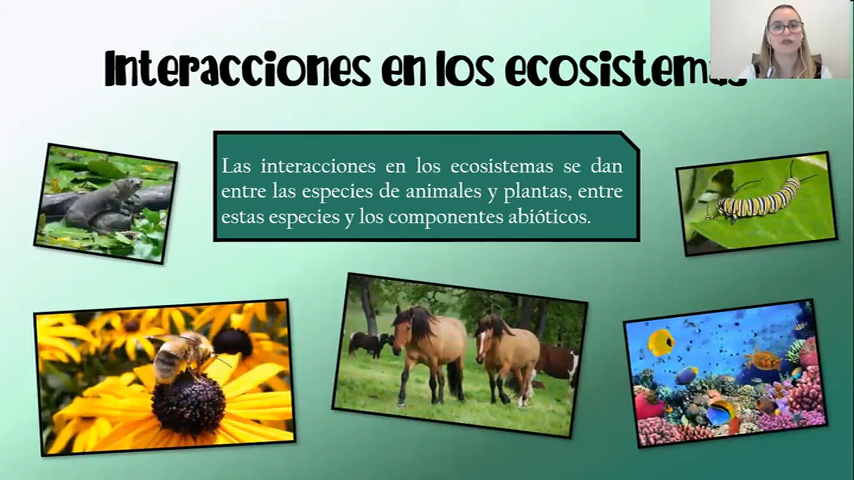 Interacciones en los ecosistemas
Las interacciones en los ecosistemas se dan
entre las especies de animales y plantas, entre
estas especies y los componentes abióticos.